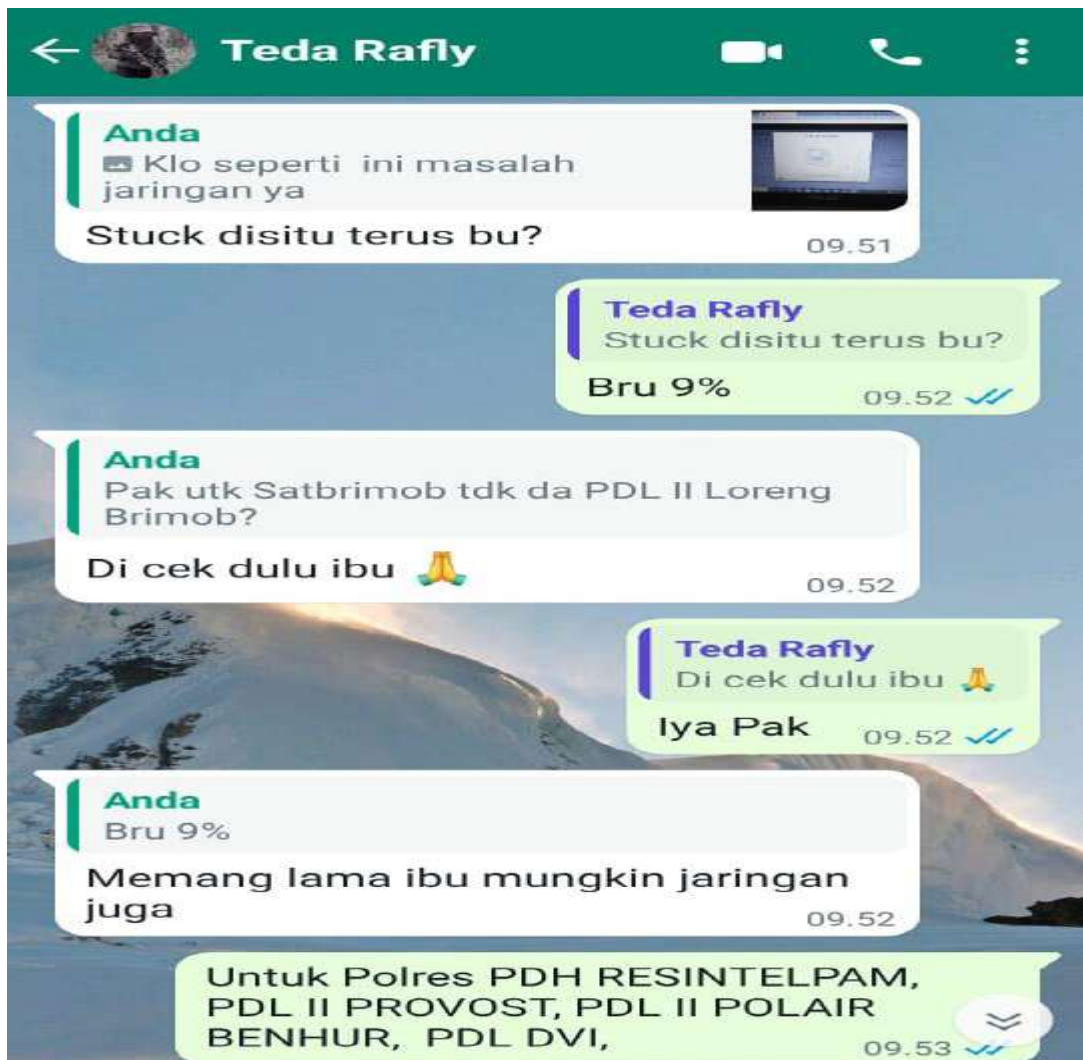 Teda Rafly
Anda
Klo seperti ini masalah
jaringan ya
Stuck disitu terus bu?
09.51
Teda Rafly
Stuck disitu terus bu?
Bru 9%
09.52
Anda
Pak utk Satbrimob tdk da PDL II Loreng
Brimob?
Di cek dulu ibu 🙏
09.52
Teda Rafly
Di cek dulu ibu 🙏
Iya Pak
09.52
Anda
Bru 9%
Memang lama ibu mungkin jaringan
juga
09.52
Untuk Polres PDH RESINTELPAM,
PDL II PROVOST, PDL II POLAIR
BENHUR, PDL DVI,
09.53